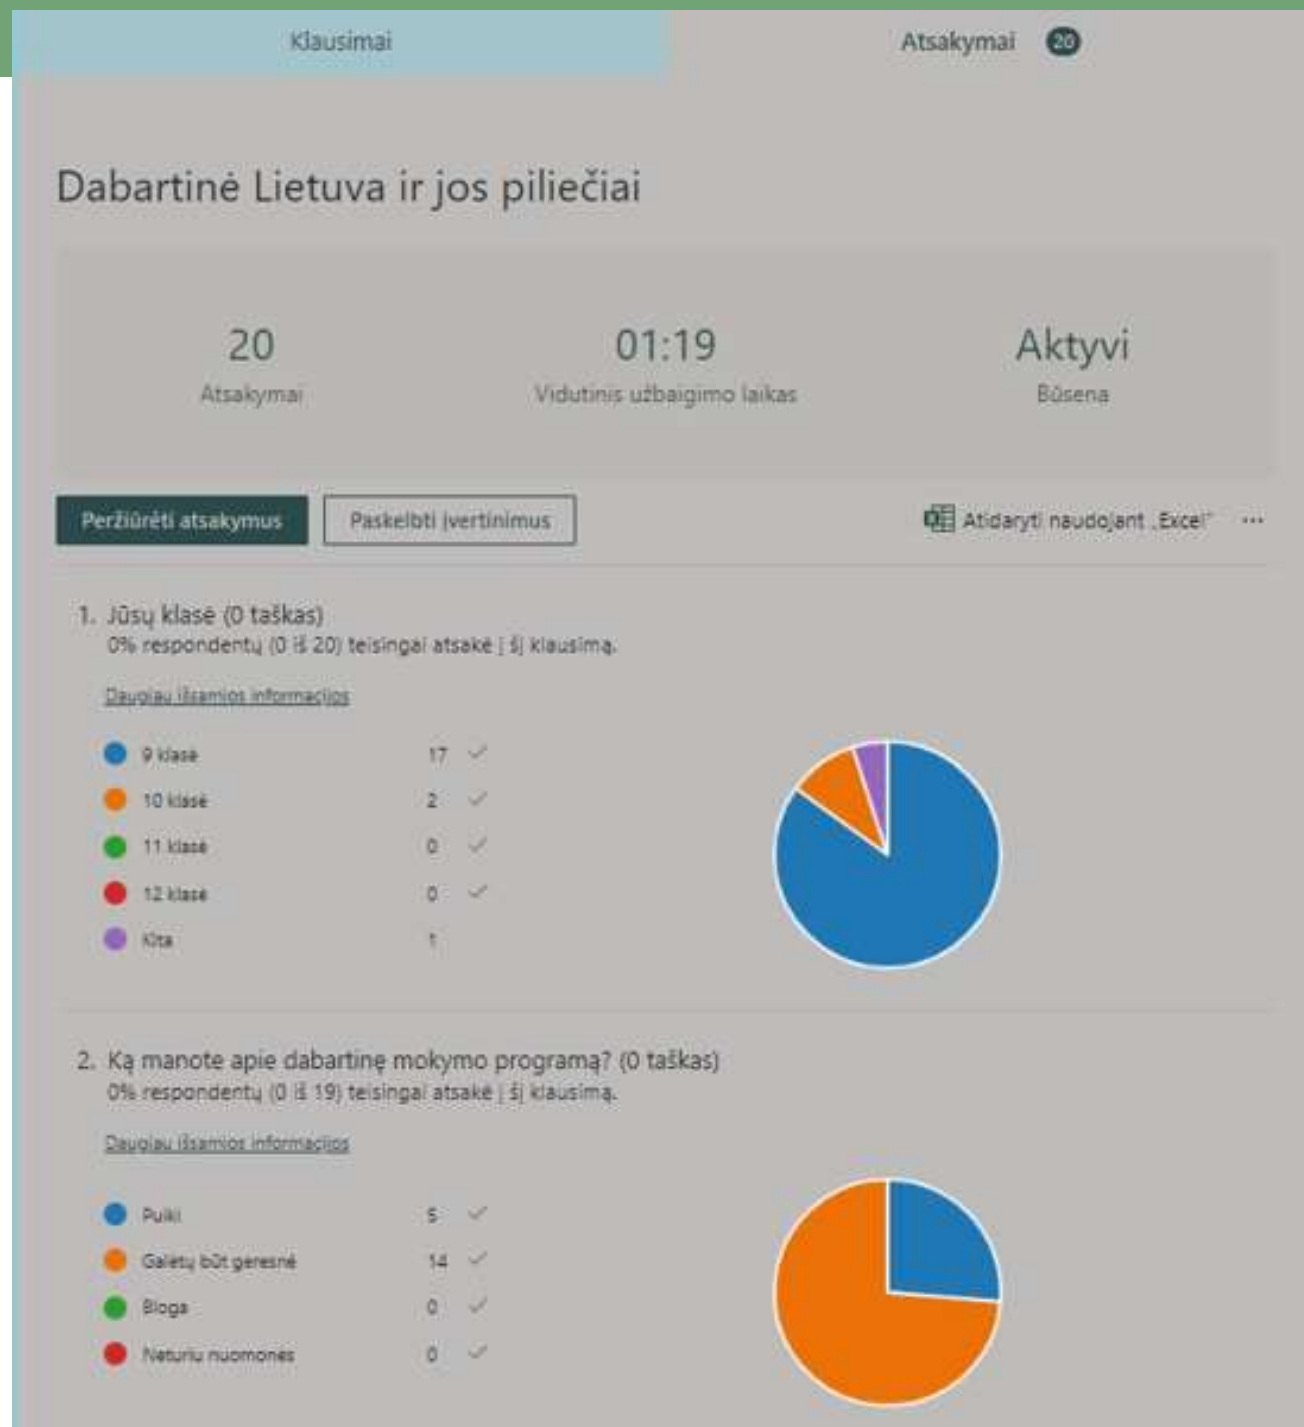 Klausimai
Atsakymai 20
Dabartinė Lietuva ir jos piliečiai
20 01:19 Aktyvi
Atsakymai Vidutinis užbaigimo laikas Būsena
Peržiūrėti atsakymus Paskelbti įvertinimus Atidaryti naudojant „Excel“ ...
1. Jūsų klasė (0 taškas)
0% respondentų (0 iš 20) teisingai atsakė į šį klausimą.
Daugiau išsamios informacijos
9 klasė 17
10 klasė 2
11 klasė 0
12 klasė 0
Kita 1
2. Ką manote apie dabartinę mokymo programą? (0 taškas)
0% respondentų (0 iš 19) teisingai atsakė į šį klausimą.
Daugiau išsamios informacijos
Puiki 5
Galėtų būt geresnė 14
Bloga 0
Neturiu nuomonės 0